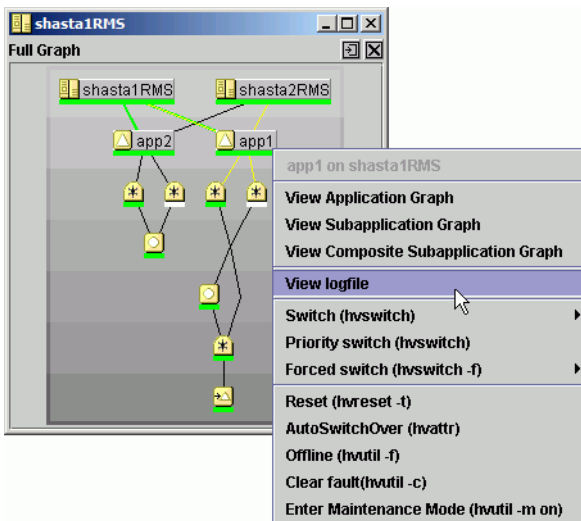 shasta1RMS
Full Graph
shasta1RMS shasta2RMS
app2 app1
app1 on shasta1RMS
View Application Graph
View Subapplication Graph
View Composite Subapplication Graph
View logfile
Switch (hvswitch)
Priority switch (hvswitch)
Forced switch (hvswitch -f)
Reset (hvreset -t)
AutoSwitchOver (hvattr)
Offline (hvutil -f)
Clear fault(hvutil -c)
Enter Maintenance Mode (hvutil -m on)